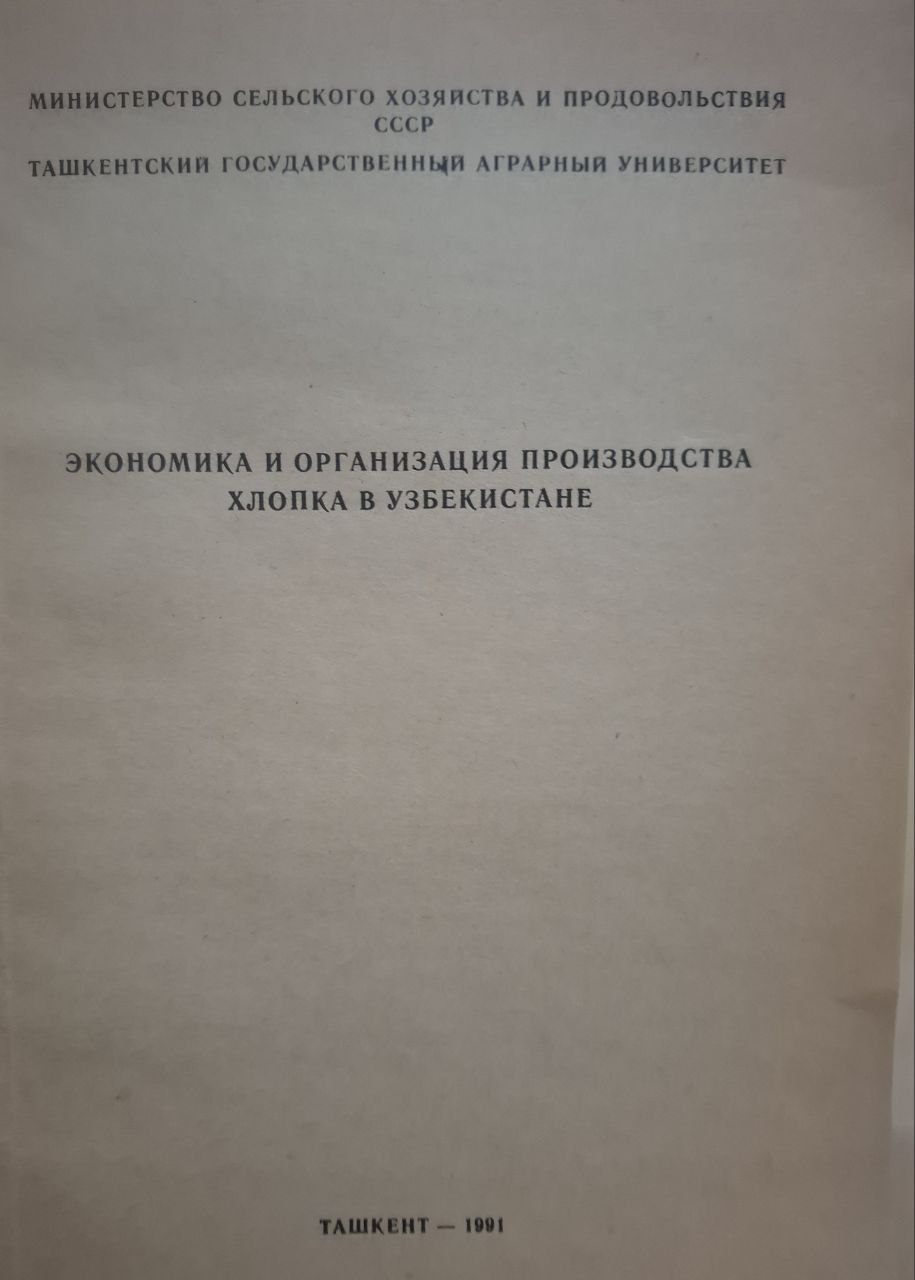 МИНИСТЕРСТВО СЕЛЬСКОГО ХОЗЯЙСТВА И ПРОДОВОЛЬСТВИЯ
СССР
ТАШКЕНТСКИЙ ГОСУДАРСТВЕННЫЙ АГРАРНЫЙ УНИВЕРСИТЕТ
ЭКОНОМИКА И ОРГАНИЗАЦИЯ ПРОИЗВОДСТВА
ХЛОПКА В УЗБЕКИСТАНЕ
ТАШКЕНТ — 1991